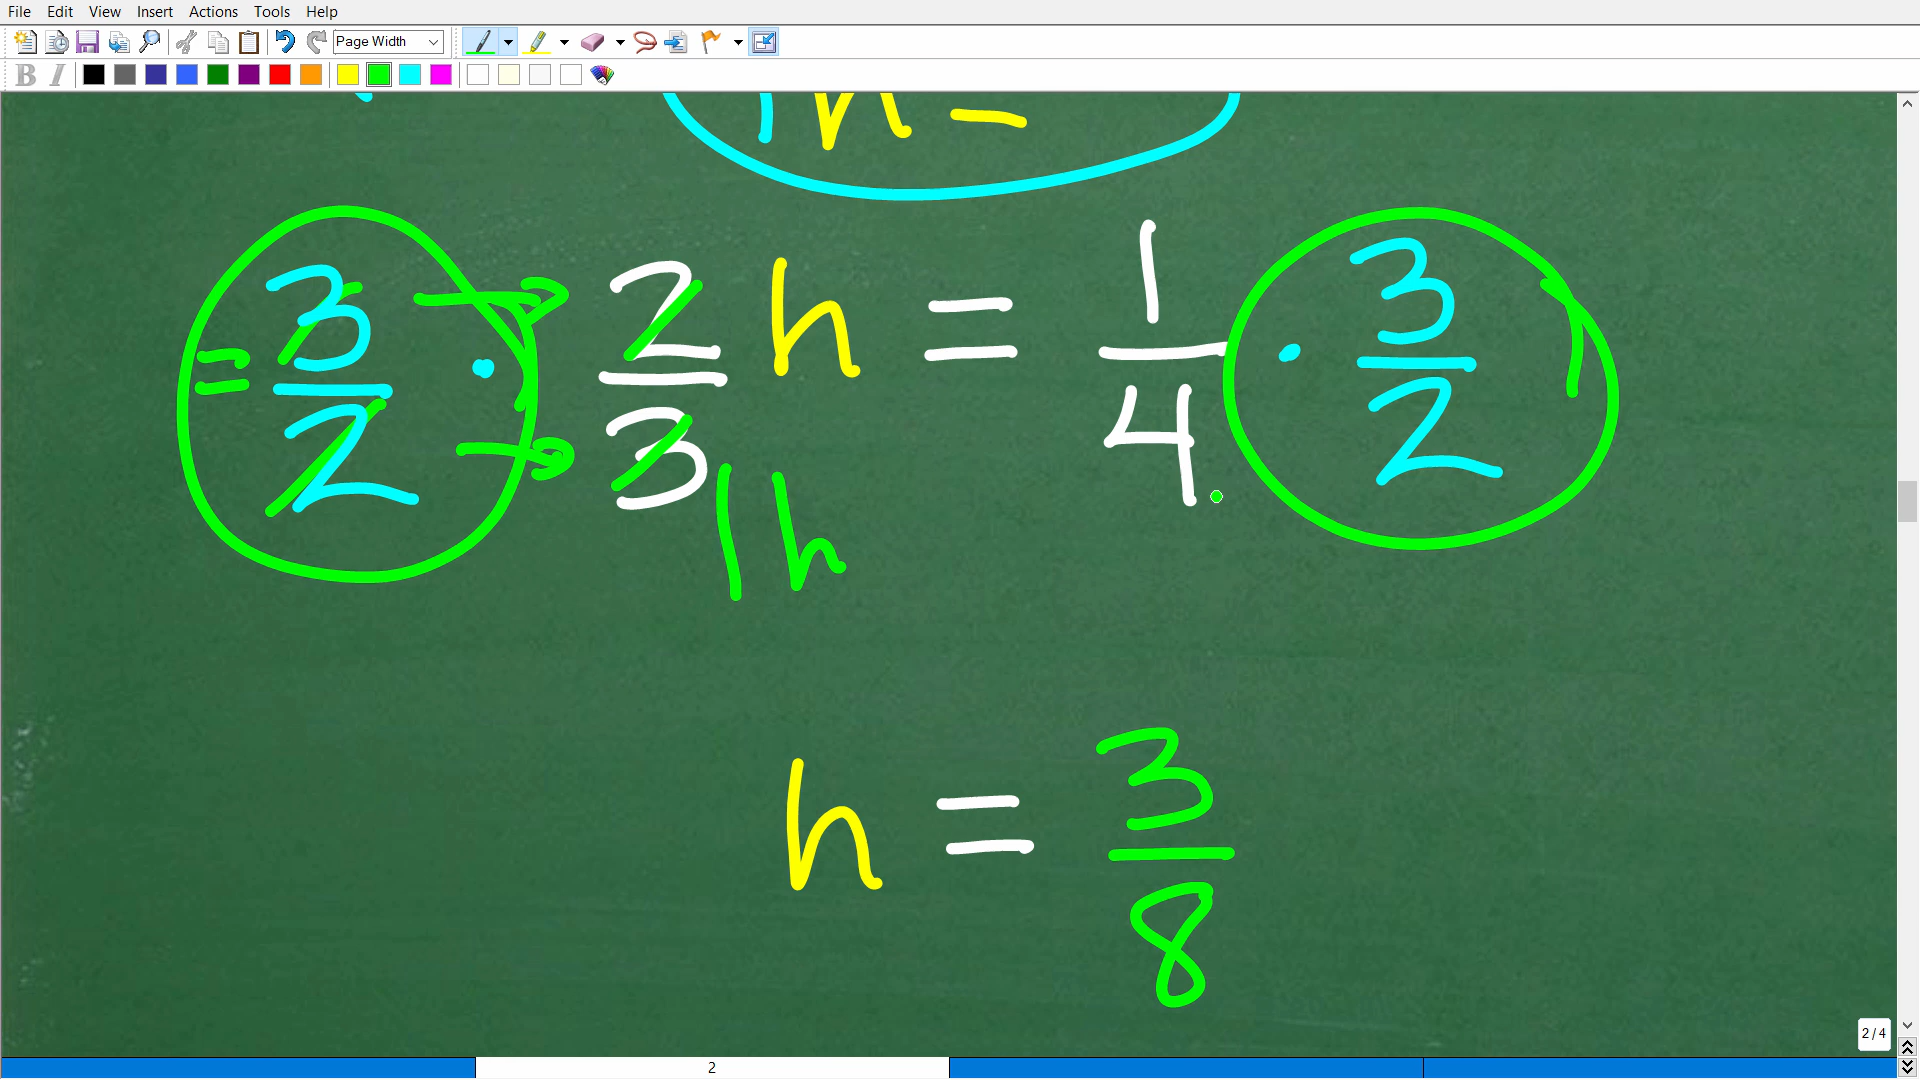 File Edit View Insert Actions Tools Help
Page Width
B I
1h =
= 3/2 · 2/3 h = 1/4 · 3/2
1h
h = 3/8
2 / 4
2